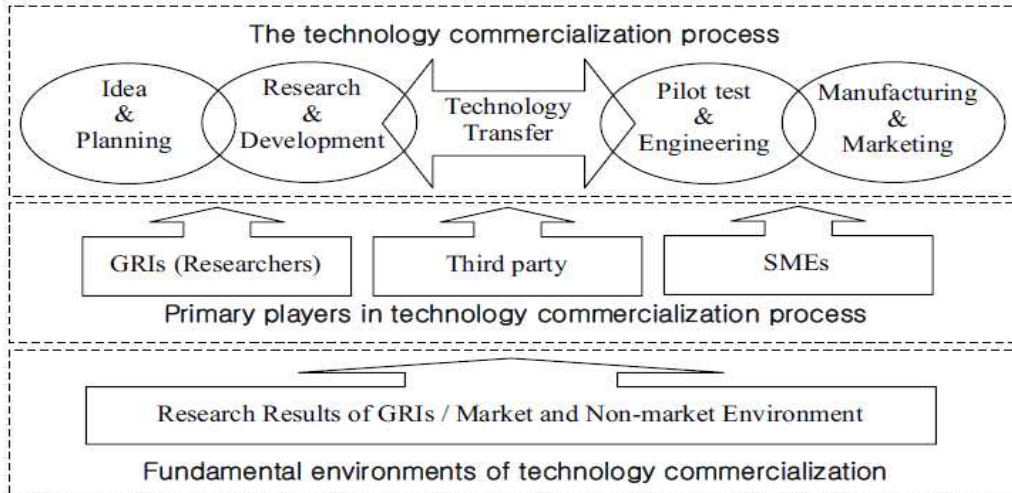 The technology commercialization process
Idea
&
Planning
Research
&
Development
Technology
Transfer
Pilot test
&
Engineering
Manufacturing
&
Marketing
GRIs (Researchers)
Third party
SMEs
Primary players in technology commercialization process
Research Results of GRIs / Market and Non-market Environment
Fundamental environments of technology commercialization